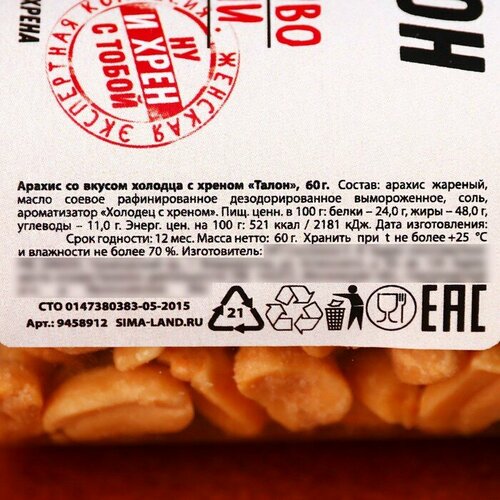 ХРЕНА
ЖЕНСКАЯ ЭКСПЕРТНАЯ
НУ
И ХРЕН
С ТОБОЙ
ВО
И.
ОН
Арахис со вкусом холодца с хреном «Талон», 60 г. Состав: арахис жареный,
масло соевое рафинированное дезодорированное вымороженное, соль,
ароматизатор «Холодец с хреном». Пищ. ценн. в 100 г: белки – 24,0 г, жиры – 48,0 г,
углеводы – 11,0 г. Энерг. цен. на 100 г: 521 ккал / 2181 кДж. Дата изготовления:
Срок годности: 12 мес. Масса нетто: 60 г. Хранить при t не более +25 °C
и влажности не более 70 %. Изготовитель:
СТО 0147380383-05-2015
Арт.: 9458912 SIMA-LAND.RU
21
EAC